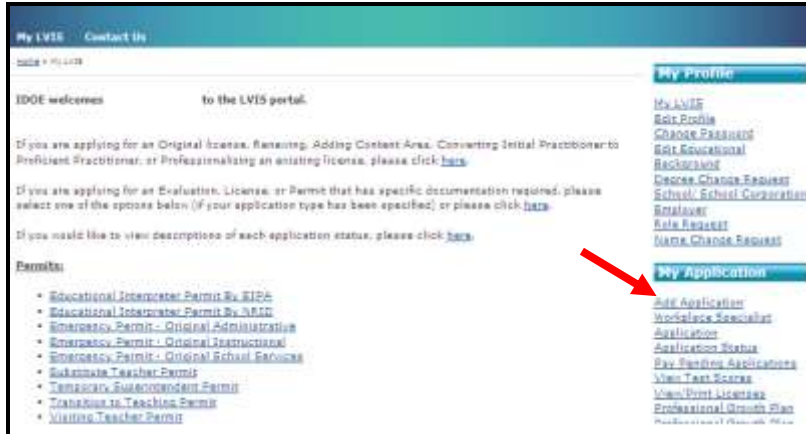 My LVIS Contact Us
Home » My LVIS
IDOE welcomes to the LVIS portal.
If you are applying for an Original license, Renewing, Adding Content Area, Converting Initial Practitioner to
Proficient Practitioner, or Professionalizing an existing license, please click here.
If you are applying for an Evaluation, License, or Permit that has specific documentation required, please
select one of the options below (if your application type has been specified) or please click here.
If you would like to view descriptions of each application status, please click here.
Permits:
• Educational Interpreter Permit By EIPA
• Educational Interpreter Permit By NRID
• Emergency Permit - Original Administrative
• Emergency Permit - Original Instructional
• Emergency Permit - Original School Services
• Substitute Teacher Permit
• Temporary Superintendent Permit
• Transition to Teaching Permit
• Visiting Teacher Permit
My Profile
My LVIS
Edit Profile
Change Password
Edit Educational
Background
Degree Change Request
School/ School Corporation
Employer
Role Request
Name Change Request
My Application
Add Application
Workplace Specialist
Application
Application Status
Pay Pending Applications
View Test Scores
View/Print Licenses
Professional Growth Plan
Professional Growth Plan